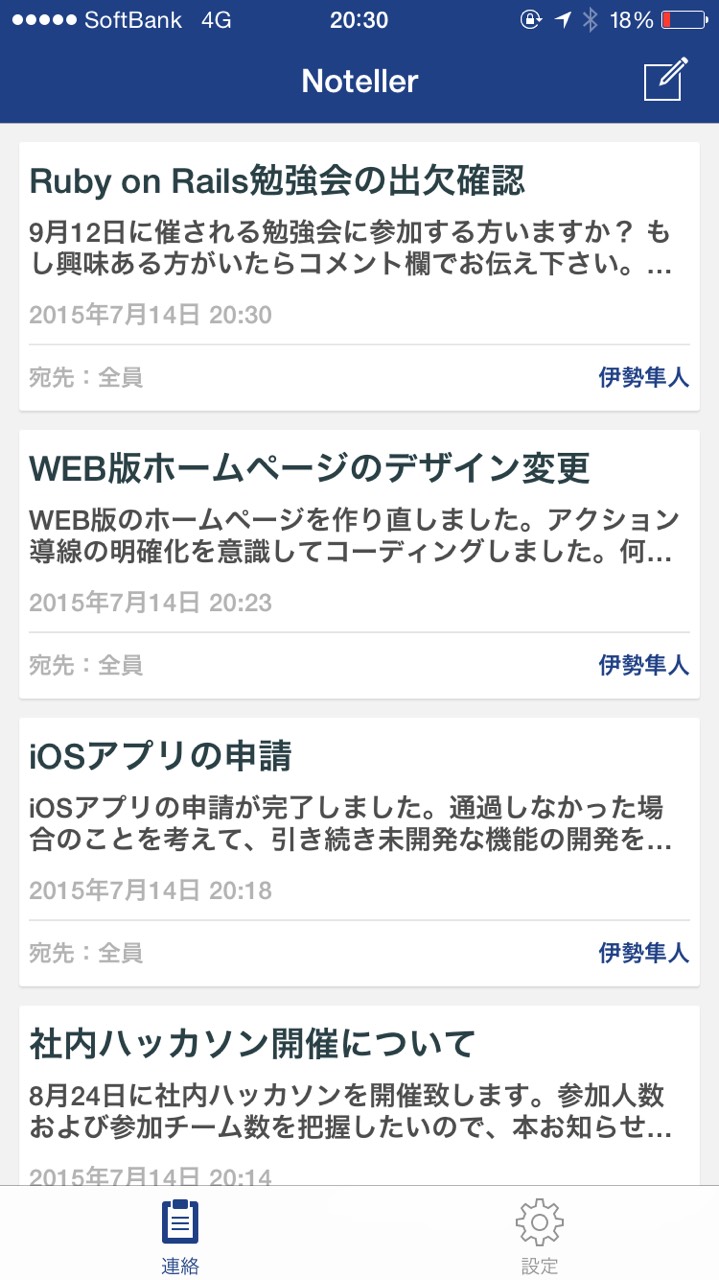 SoftBank 4G 20:30 18%
Noteller
Ruby on Rails勉強会の出欠確認
9月12日に催される勉強会に参加する方いますか？ も
し興味ある方がいたらコメント欄でお伝え下さい。...
2015年7月14日 20:30
宛先：全員 伊勢隼人
WEB版ホームページのデザイン変更
WEB版のホームページを作り直しました。アクション
導線の明確化を意識してコーディングしました。何...
2015年7月14日 20:23
宛先：全員 伊勢隼人
iOSアプリの申請
iOSアプリの申請が完了しました。通過しなかった場
合のことを考えて、引き続き未開発な機能の開発を...
2015年7月14日 20:18
宛先：全員 伊勢隼人
社内ハッカソン開催について
8月24日に社内ハッカソンを開催致します。参加人数
および参加チーム数を把握したいので、本お知らせ...
2015年7月14日 20:14
連絡 設定